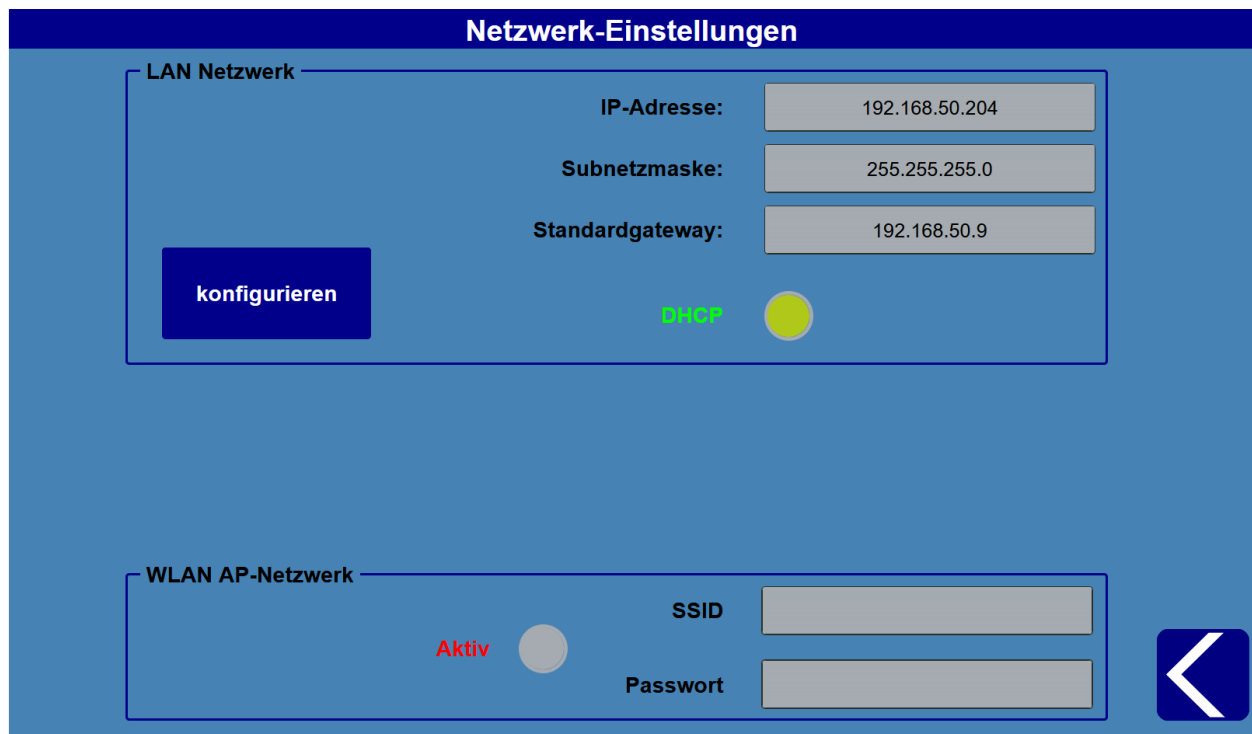 Netzwerk-Einstellungen
LAN Netzwerk
IP-Adresse: 192.168.50.204
Subnetzmaske: 255.255.255.0
Standardgateway: 192.168.50.9
konfigurieren
DHCP
WLAN AP-Netzwerk
SSID
Aktiv
Passwort